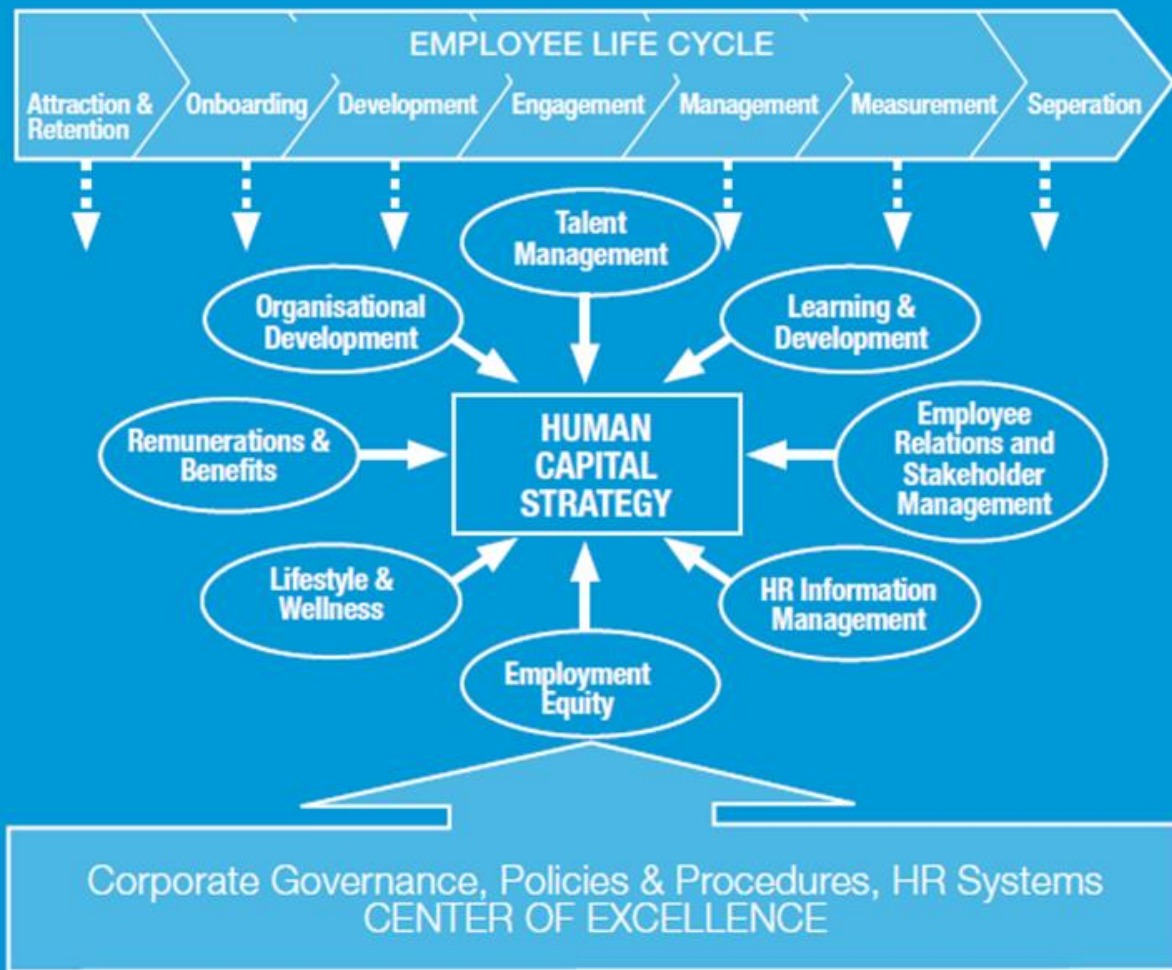 EMPLOYEE LIFE CYCLE
Attraction &
Retention
Onboarding
Development
Engagement
Management
Measurement
Seperation
Talent
Management
Organisational
Development
Learning &
Development
Remunerations &
Benefits
HUMAN
CAPITAL
STRATEGY
Employee
Relations and
Stakeholder
Management
Lifestyle &
Wellness
HR Information
Management
Employment
Equity
Corporate Governance, Policies & Procedures, HR Systems
CENTER OF EXCELLENCE